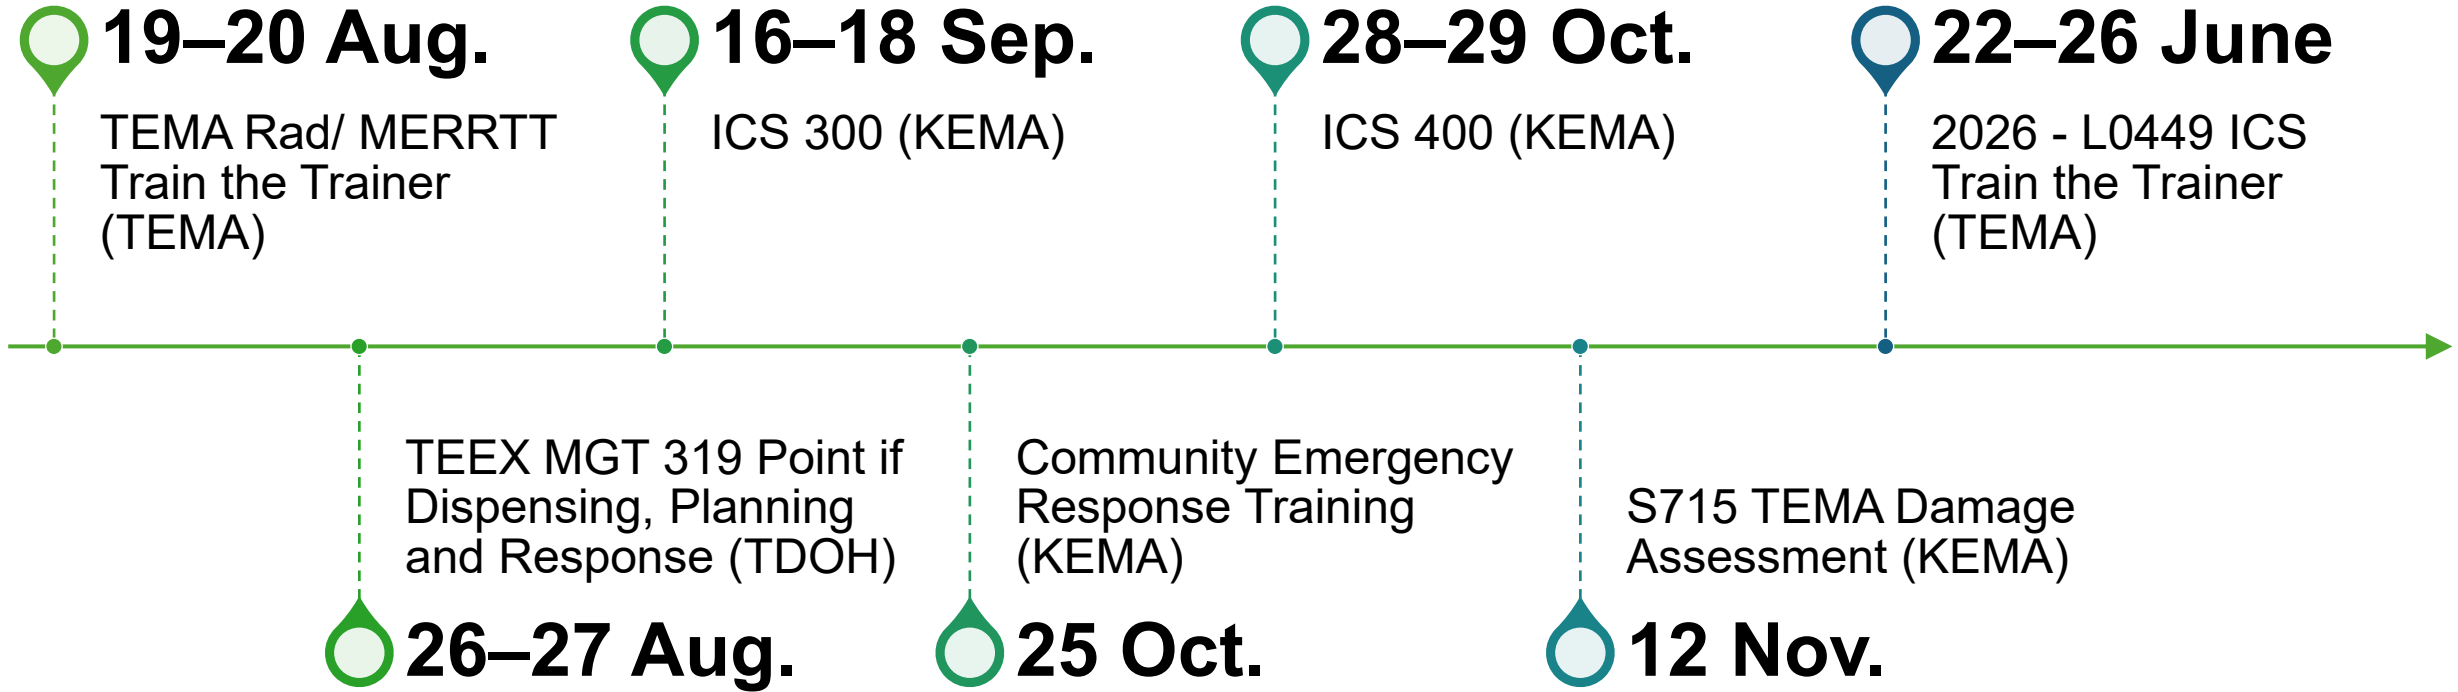 19–20 Aug.
TEMA Rad/ MERRTT
Train the Trainer
(TEMA)
26–27 Aug.
TEEX MGT 319 Point if
Dispensing, Planning
and Response (TDOH)
16–18 Sep.
ICS 300 (KEMA)
25 Oct.
Community Emergency
Response Training
(KEMA)
28–29 Oct.
ICS 400 (KEMA)
12 Nov.
S715 TEMA Damage
Assessment (KEMA)
22–26 June
2026 - L0449 ICS
Train the Trainer
(TEMA)